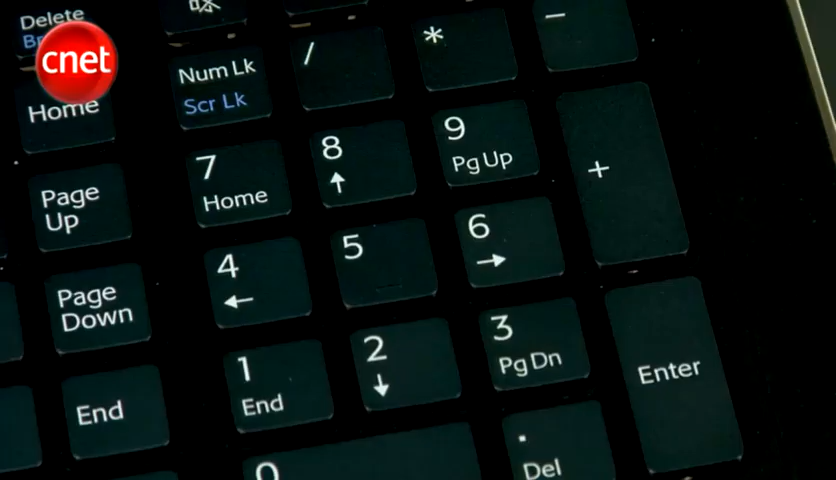 Delete
cnet
Home
Num Lk
Scr Lk
/
*
-
7
Home
8
↑
9
Pg Up
+
Page
Up
4
←
5
6
→
Page
Down
1
End
2
↓
3
Pg Dn
Enter
End
0
.
Del